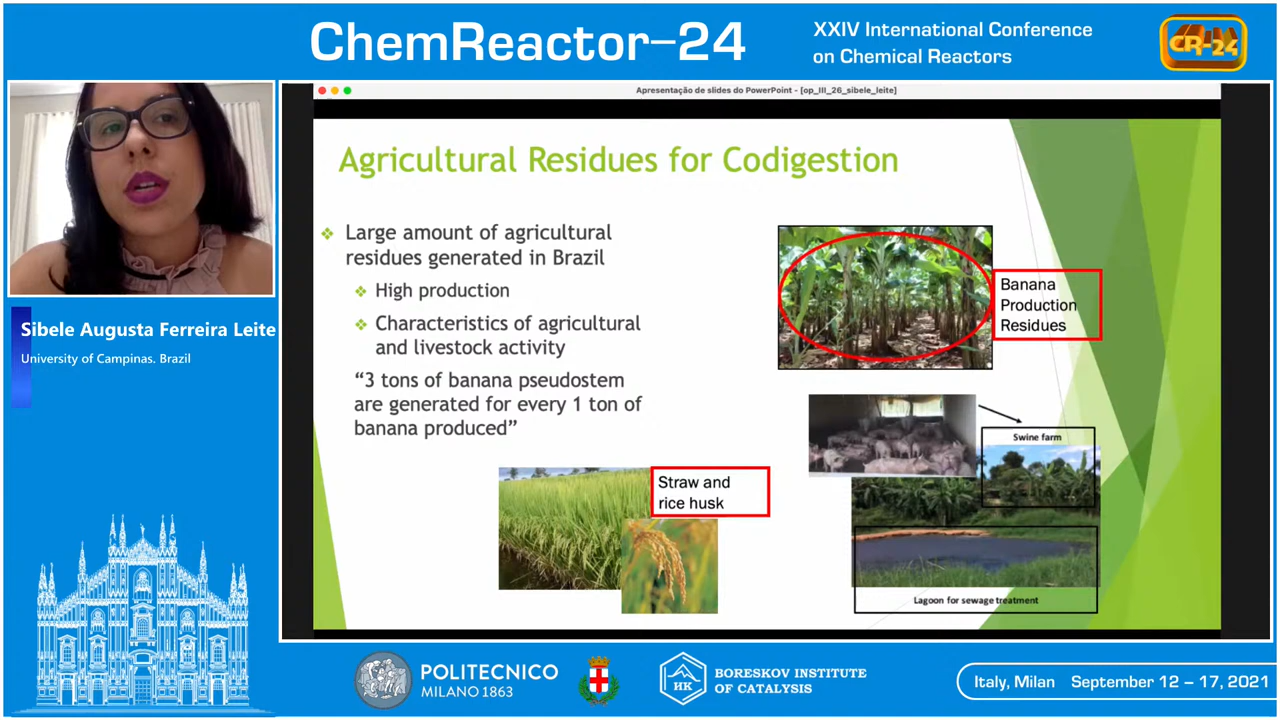 ChemReactor–24
XXIV International Conference
on Chemical Reactors
CR-24
Apresentação de slides do PowerPoint - [op_III_26_sibele_leite]
Agricultural Residues for Codigestion
Large amount of agricultural
residues generated in Brazil
High production
Characteristics of agricultural
and livestock activity
“3 tons of banana pseudostem
are generated for every 1 ton of
banana produced”
Banana
Production
Residues
Swine farm
Straw and
rice husk
Lagoon for sewage treatment
Sibele Augusta Ferreira Leite
University of Campinas. Brazil
POLITECNICO
MILANO 1863
HK
BORESKOV INSTITUTE
OF CATALYSIS
Italy, Milan September 12 – 17, 2021